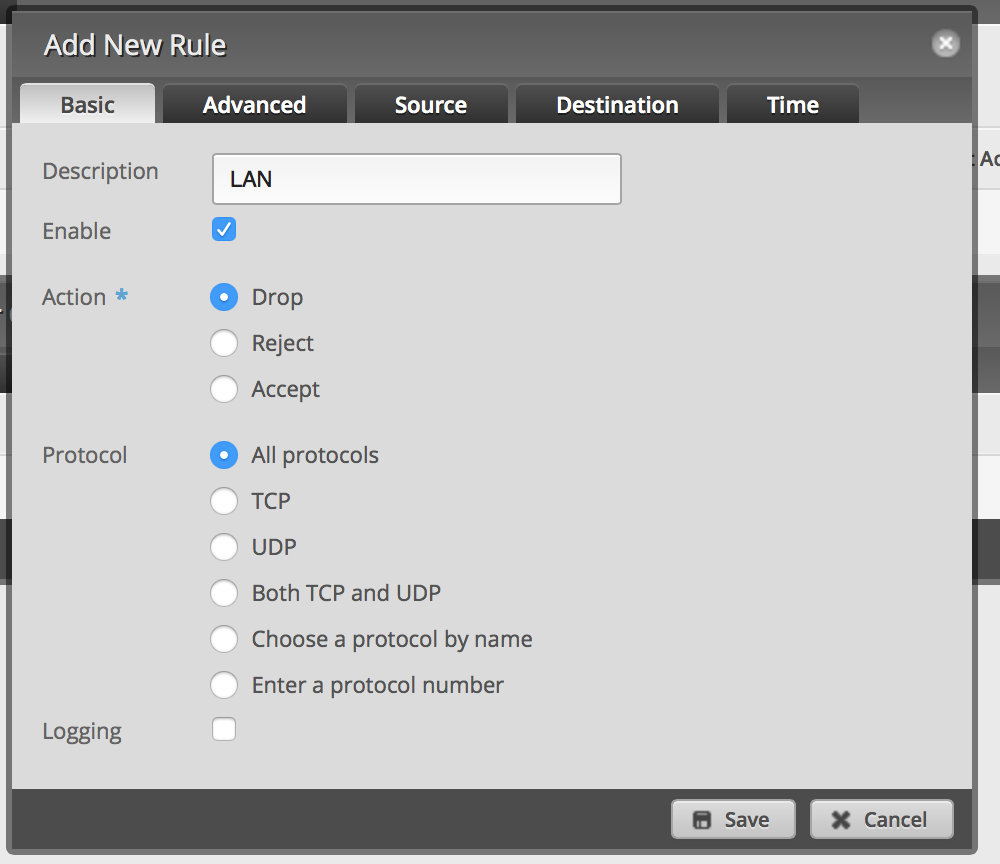 Add New Rule
Basic Advanced Source Destination Time
Description LAN
Enable
Action * Drop
Reject
Accept
Protocol All protocols
TCP
UDP
Both TCP and UDP
Choose a protocol by name
Enter a protocol number
Logging
Save Cancel